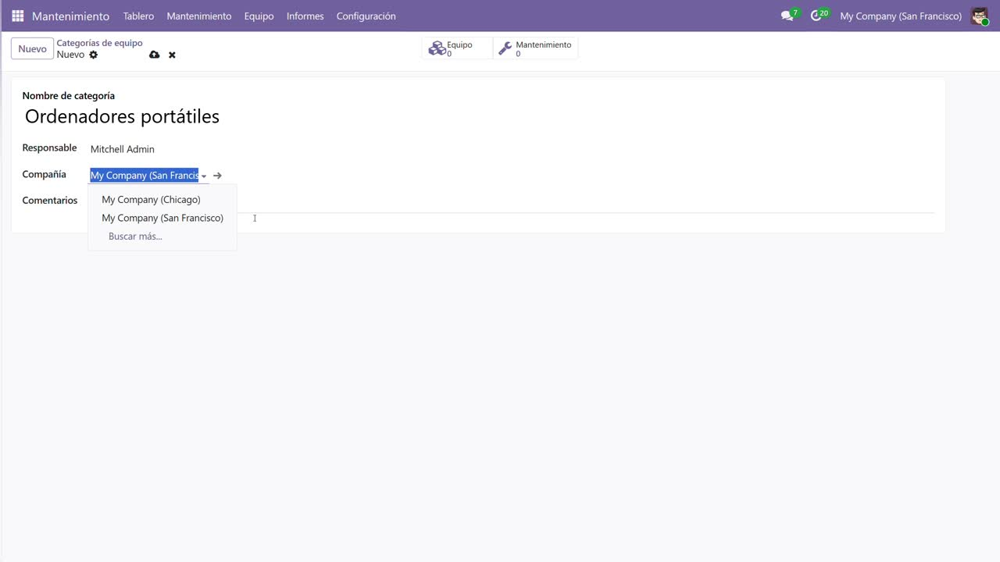 Mantenimiento Tablero Mantenimiento Equipo Informes Configuración 7 20 My Company (San Francisco)
Nuevo Categorías de equipo
Nuevo
Equipo
0
Mantenimiento
0
Nombre de categoría
Ordenadores portátiles
Responsable Mitchell Admin
Compañía My Company (San Francis
Comentarios
My Company (Chicago)
My Company (San Francisco)
Buscar más...